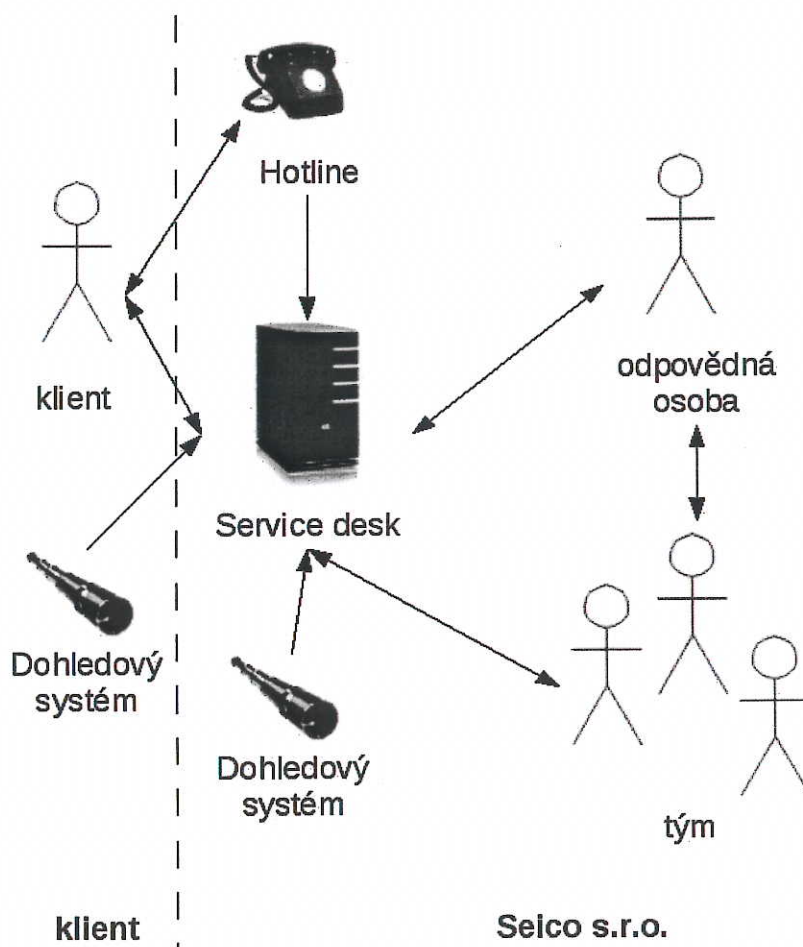 Hotline
klient
odpovědná
osoba
Service desk
Dohledový
systém
Dohledový
systém
tým
klient
Seico s.r.o.